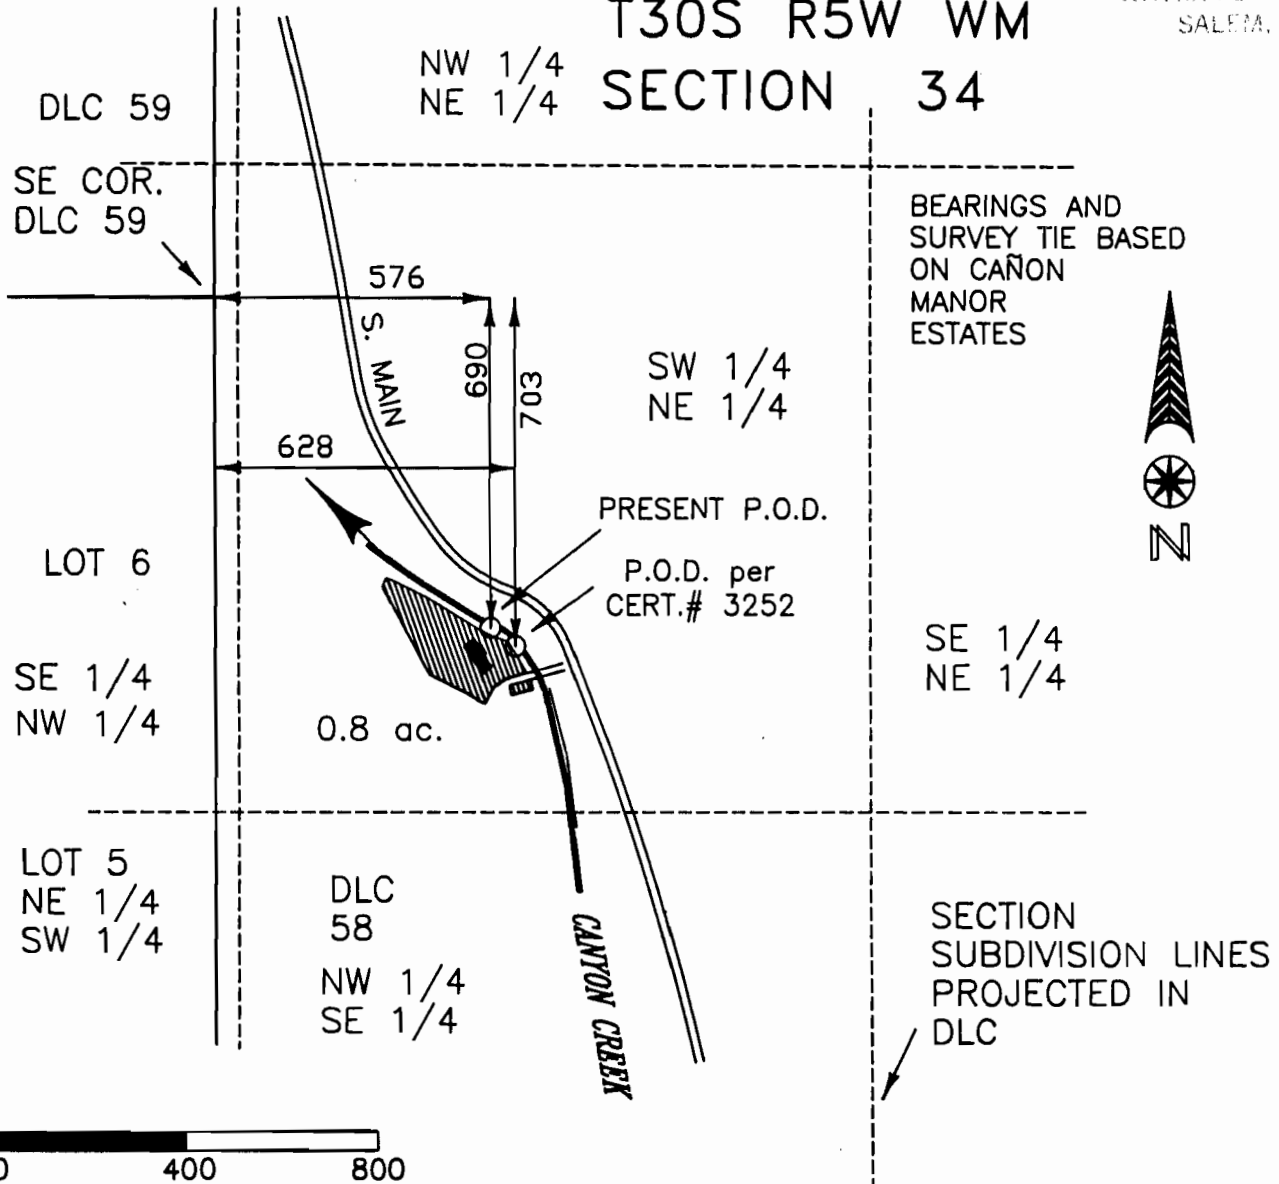 T30S R5W WM
SALEM,
SECTION 34
NW 1/4
NE 1/4
DLC 59
SE COR.
DLC 59
BEARINGS AND
SURVEY TIE BASED
ON CAÑON
MANOR
ESTATES
576
S. MAIN
690
703
SW 1/4
NE 1/4
628
PRESENT P.O.D.
P.O.D. per
CERT.# 3252
N
LOT 6
SE 1/4
NW 1/4
SE 1/4
NE 1/4
0.8 ac.
LOT 5
NE 1/4
SW 1/4
DLC
58
NW 1/4
SE 1/4
CANYON CREEK
SECTION
SUBDIVISION LINES
PROJECTED IN
DLC
0 400 800